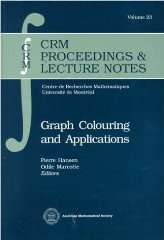 Volume 23
CRM
CRM
PROCEEDINGS &
LECTURE NOTES
Centre de Recherches Mathématiques
Université de Montréal
Graph Colouring
and Applications
Pierre Hansen
Odile Marcotte
Editors
American Mathematical Society